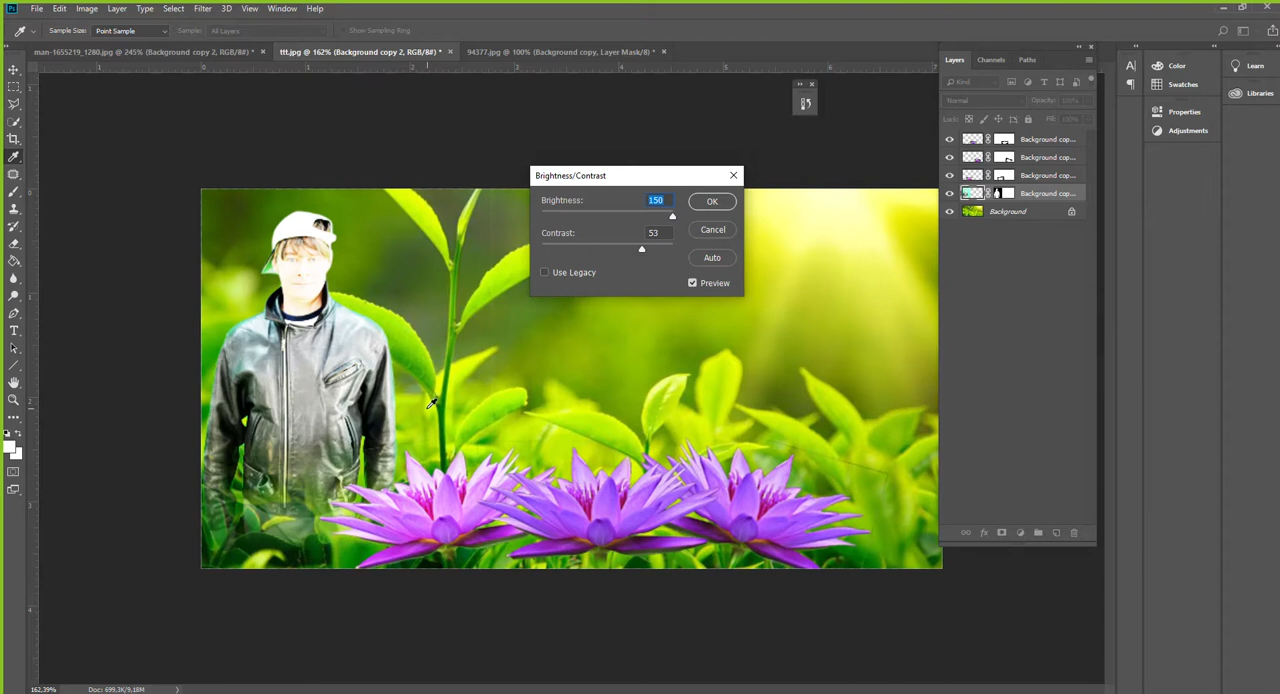 Ps File Edit Image Layer Type Select Filter 3D View Window Help
Sample Size: Point Sample Sample: All Layers Show Sampling Ring
man-1655219_1280.jpg @ 245% (Background copy 2, RGB/8#) * × ttt.jpg @ 162% (Background copy 2, RGB/8#) * × 94377.jpg @ 100% (Background copy, Layer Mask/8) * ×
Layers Channels Paths
Kind
Normal Opacity: 100%
Lock: Fill: 100%
Background cop...
Background cop...
Background cop...
Background cop...
Background
Color
Swatches
Properties
Adjustments
Learn
Libraries
Brightness/Contrast
Brightness: 150 OK
Contrast: 53 Cancel
Auto
Use Legacy
Preview
162,39% Doc: 699,3K/9,18M